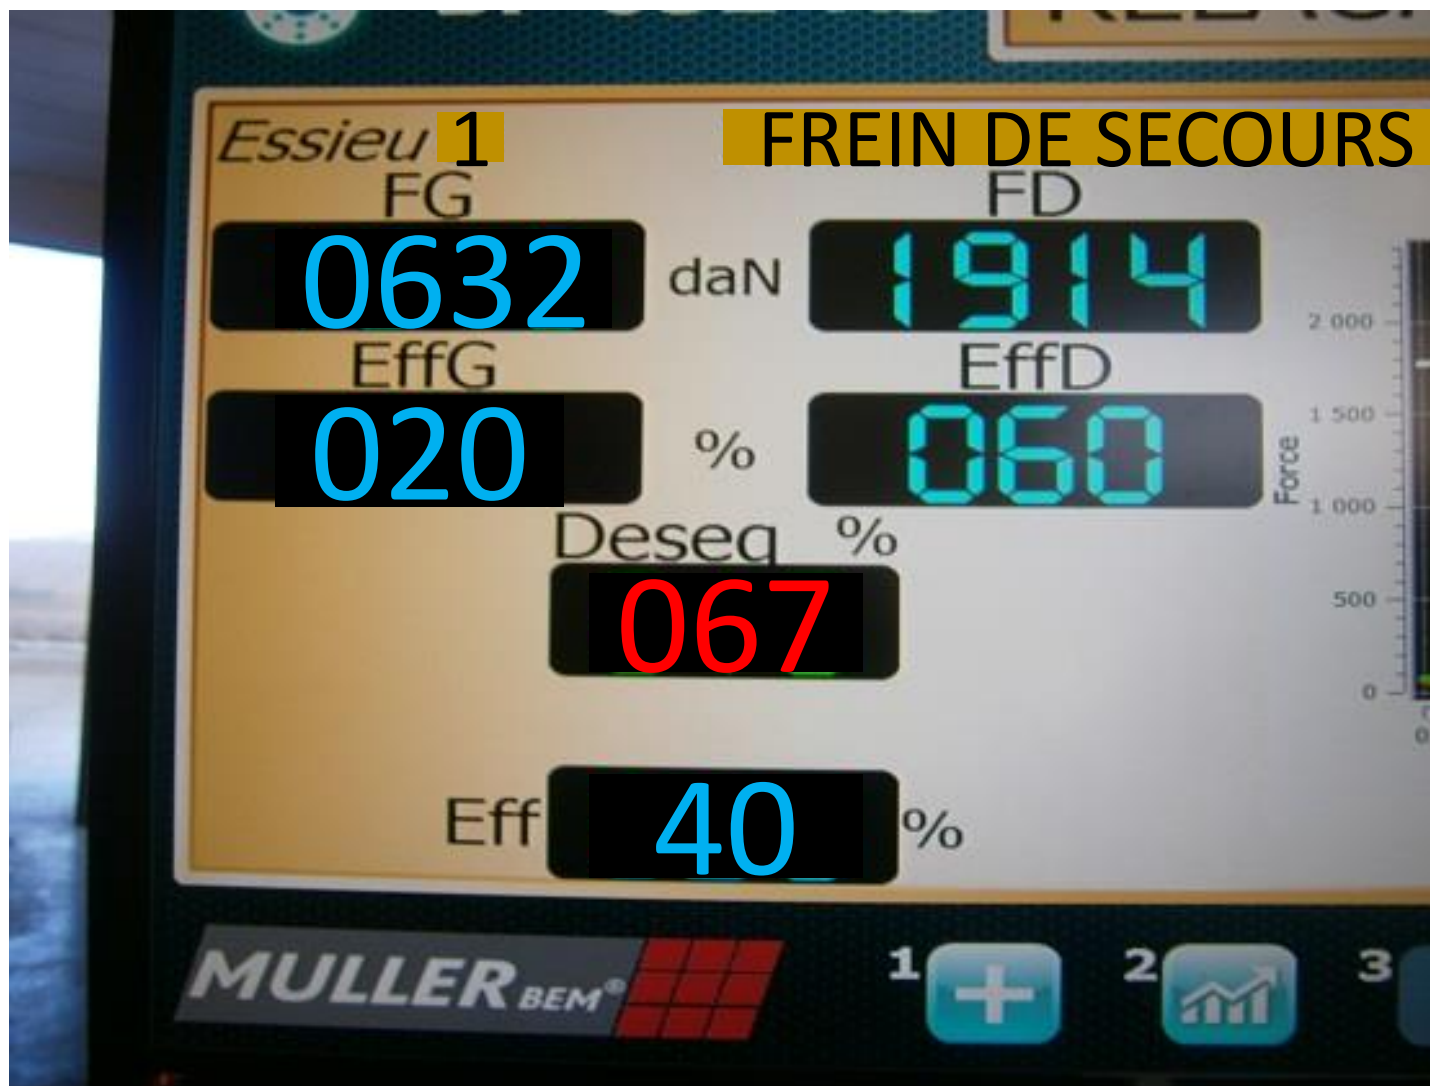 Essieu 1 FREIN DE SECOURS
FG FD
0632 daN 1914
EffG EffD
020 % 060
Deseq %
067
Eff 40 %
2 000
1 500
1 000
500
0
Force
MULLER BEM®
1 2 3